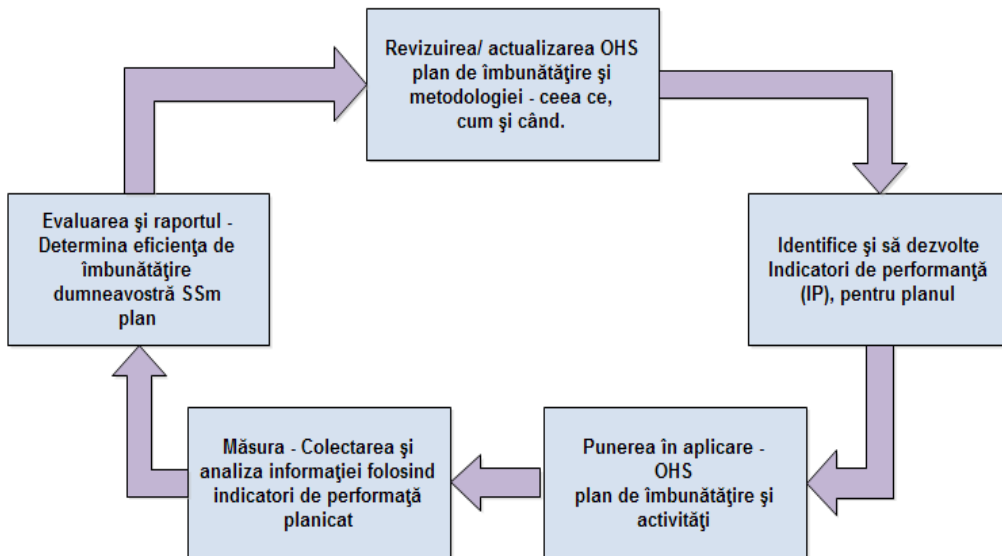 Revizuirea/ actualizarea OHS
plan de îmbunătăţire şi
metodologiei - ceea ce,
cum şi când.
Identifice şi să dezvolte
Indicatori de performanţă
(IP), pentru planul
Punerea în aplicare -
OHS
plan de îmbunătăţire şi
activităţi
Măsura - Colectarea şi
analiza informaţiei folosind
indicatori de performaţă
planicat
Evaluarea şi raportul -
Determina eficienţa de
îmbunătăţire
dumneavostră SSm
plan